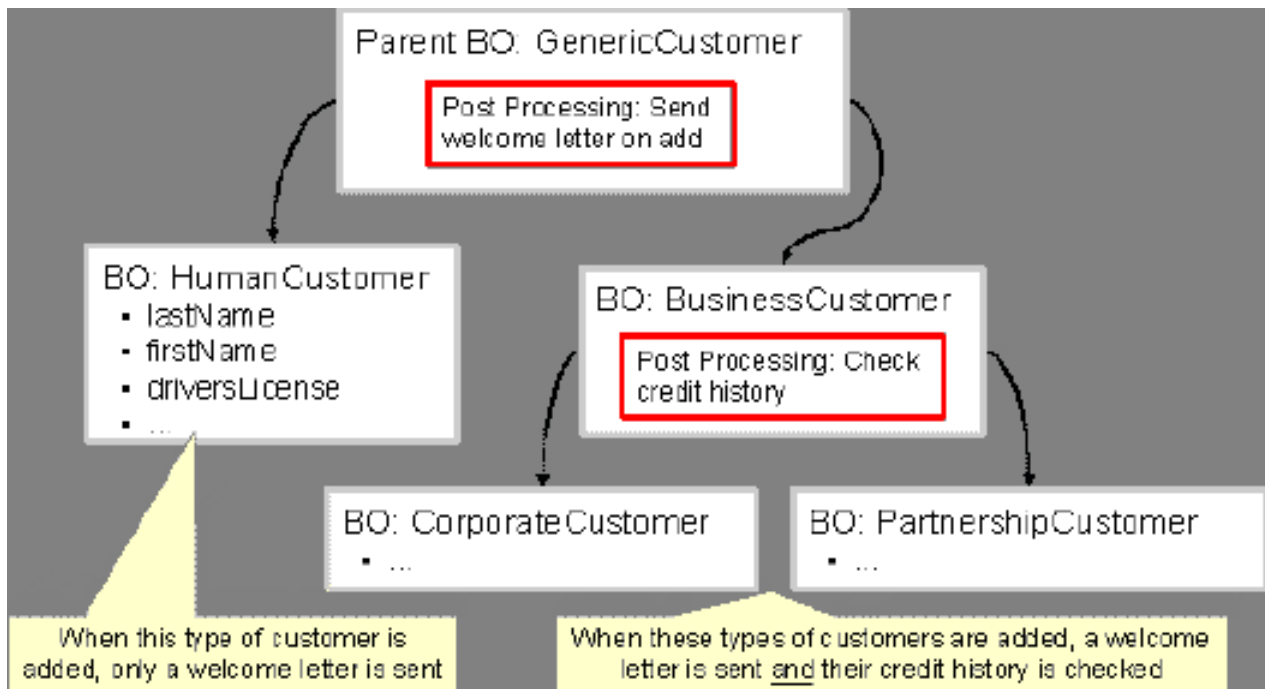 Parent BO: GenericCustomer
Post Processing: Send
welcome letter on add
BO: HumanCustomer
▪ lastName
▪ firstName
▪ driversLicense
▪ ...
BO: BusinessCustomer
Post Processing: Check
credit history
BO: CorporateCustomer
▪ ...
BO: PartnershipCustomer
▪ ...
When this type of customer is
added, only a welcome letter is sent
When these types of customers are added, a welcome
letter is sent and their credit history is checked